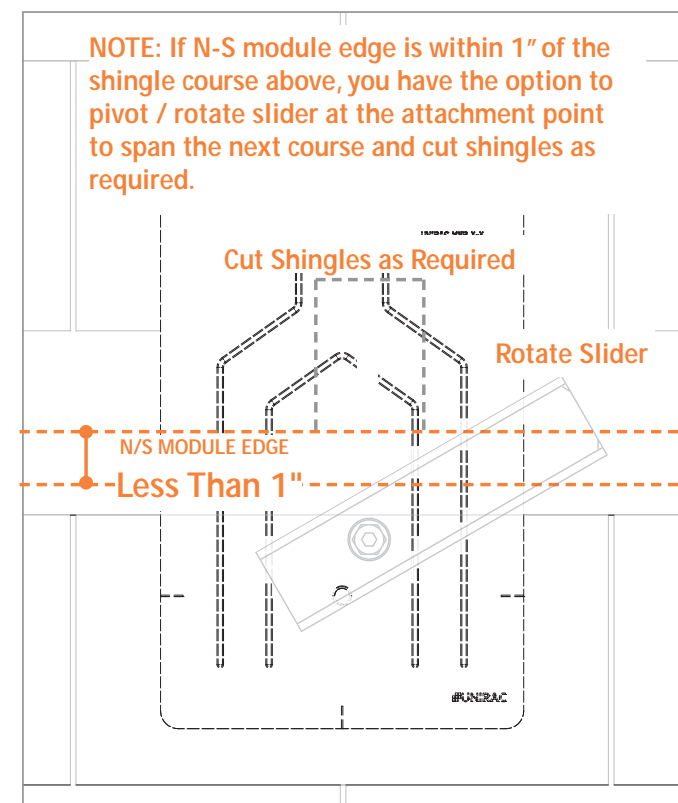 NOTE: If N-S module edge is within 1" of the
shingle course above, you have the option to
pivot / rotate slider at the attachment point
to span the next course and cut shingles as
required.
Cut Shingles as Required
Rotate Slider
N/S MODULE EDGE
Less Than 1"
UNIRAC